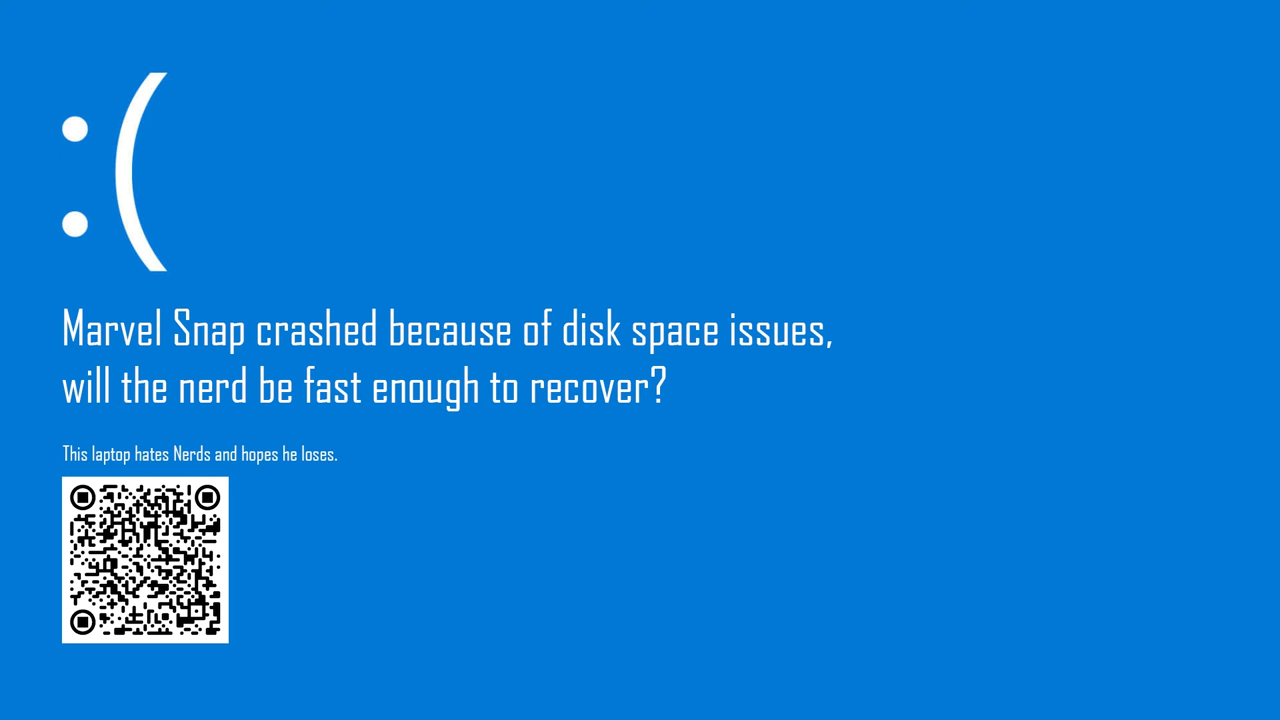 :(
Marvel Snap crashed because of disk space issues,
will the nerd be fast enough to recover?
This laptop hates Nerds and hopes he loses.